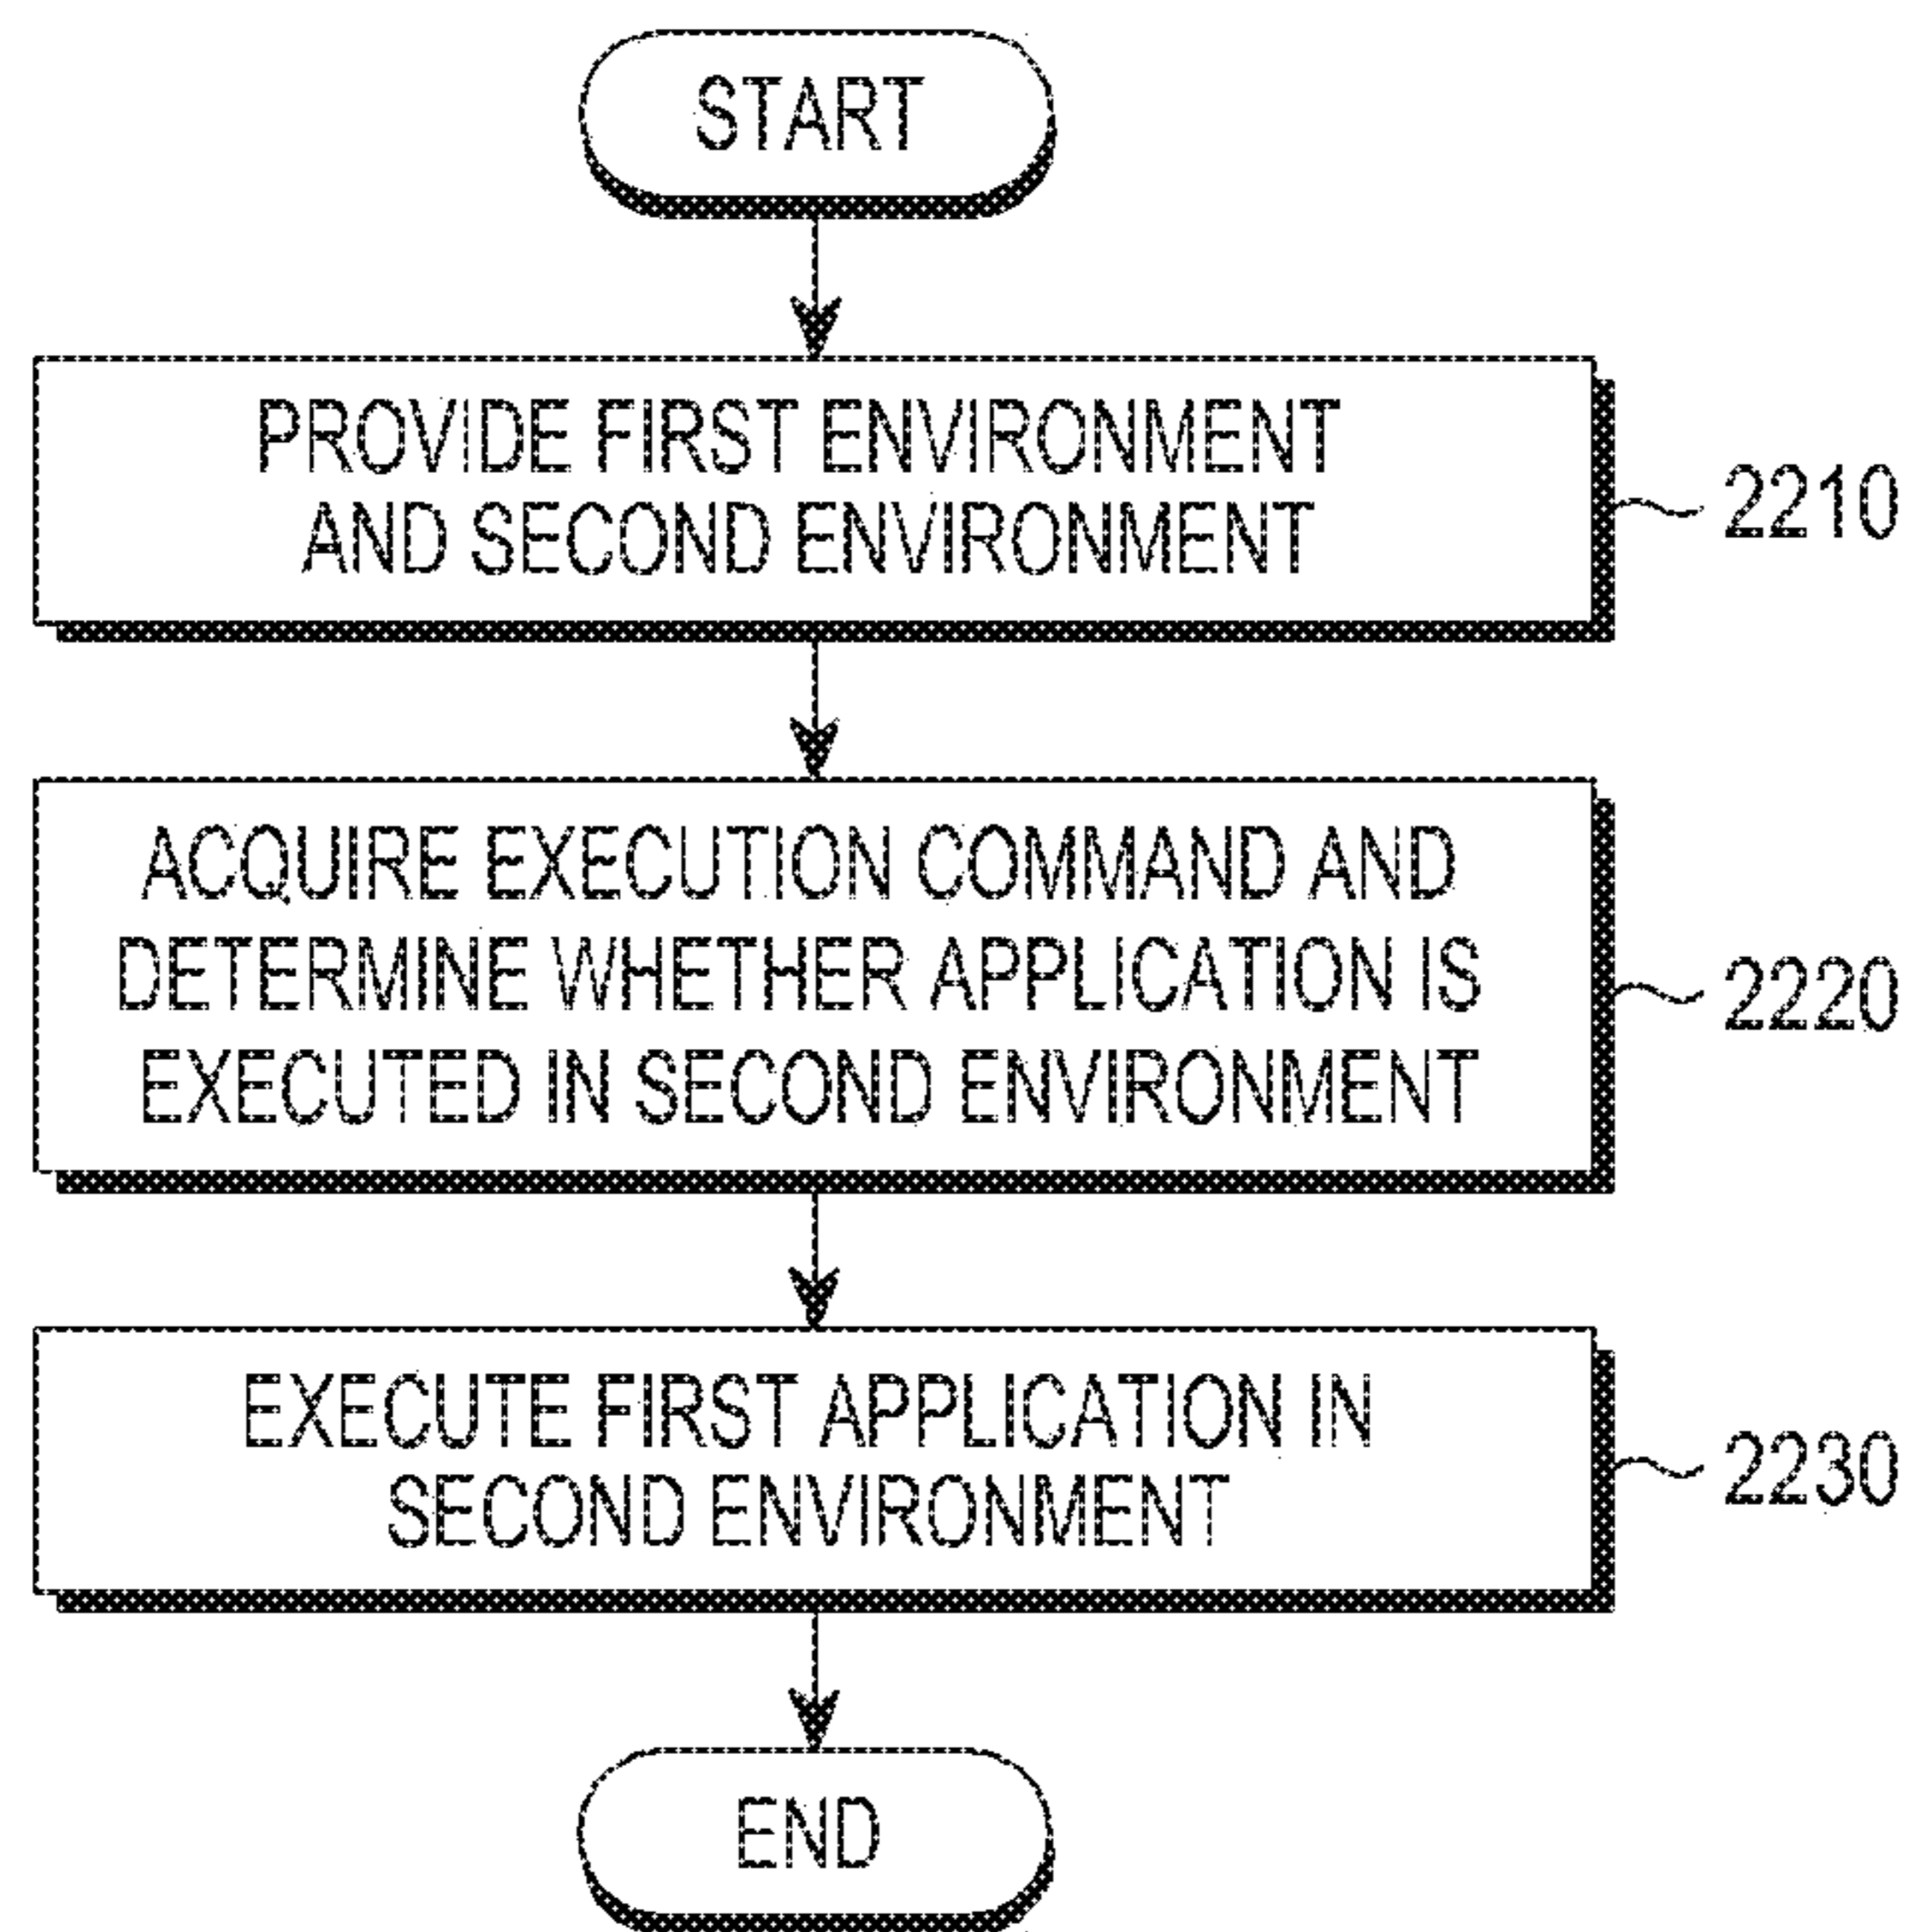 START
PROVIDE FIRST ENVIRONMENT
AND SECOND ENVIRONMENT
2210
ACQUIRE EXECUTION COMMAND AND
DETERMINE WHETHER APPLICATION IS
EXECUTED IN SECOND ENVIRONMENT
2220
EXECUTE FIRST APPLICATION IN
SECOND ENVIRONMENT
2230
END